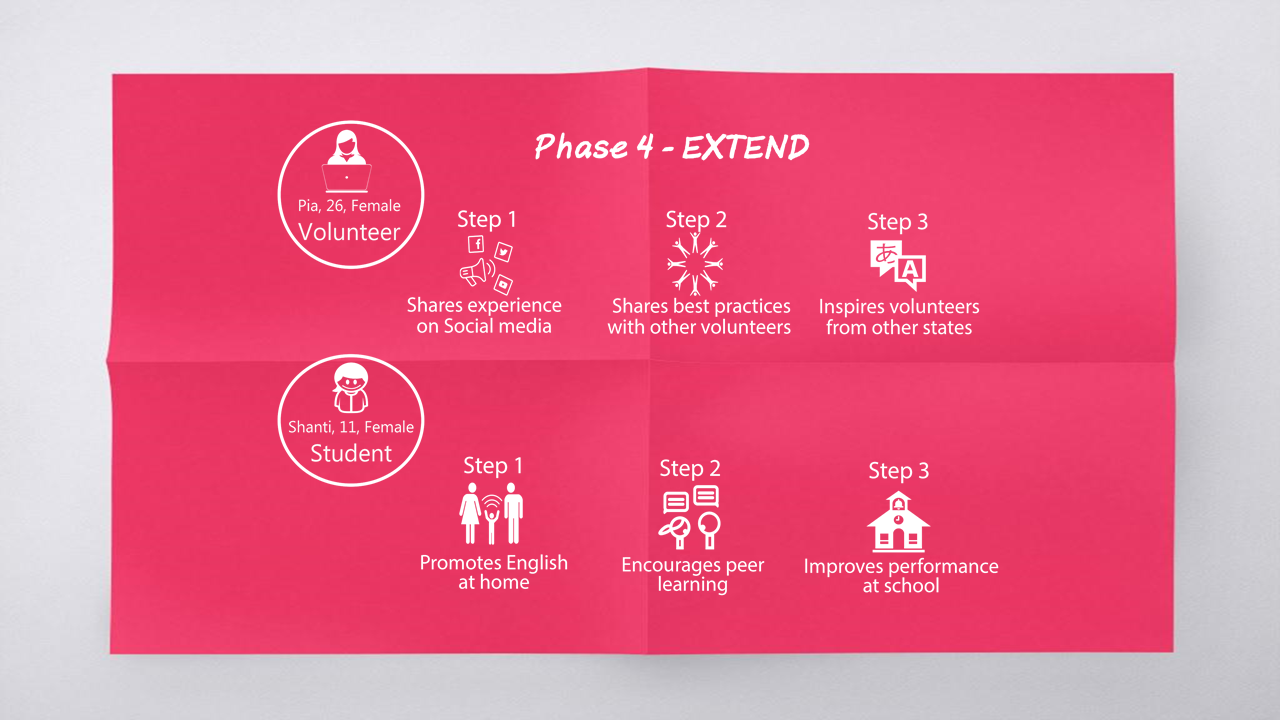 Phase 4 - EXTEND
Pia, 26, Female
Volunteer
Step 1
Shares experience
on Social media
Step 2
Shares best practices
with other volunteers
Step 3
あ A
Inspires volunteers
from other states
Shanti, 11, Female
Student
Step 1
Promotes English
at home
Step 2
Encourages peer
learning
Step 3
Improves performance
at school